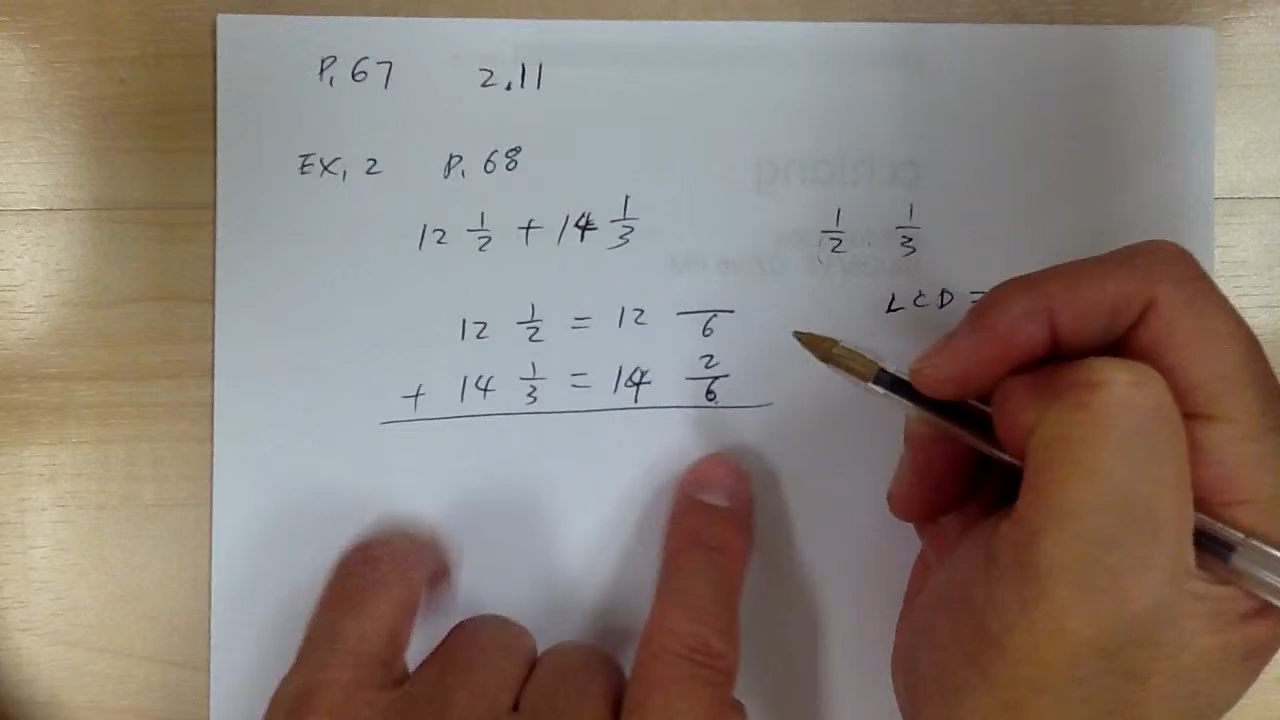 P. 67 2.11
EX. 2 P. 68
12 1/2 + 14 1/3
1/2 . 1/3
LCD =
12 1/2 = 12 /6
+ 14 1/3 = 14 2/6